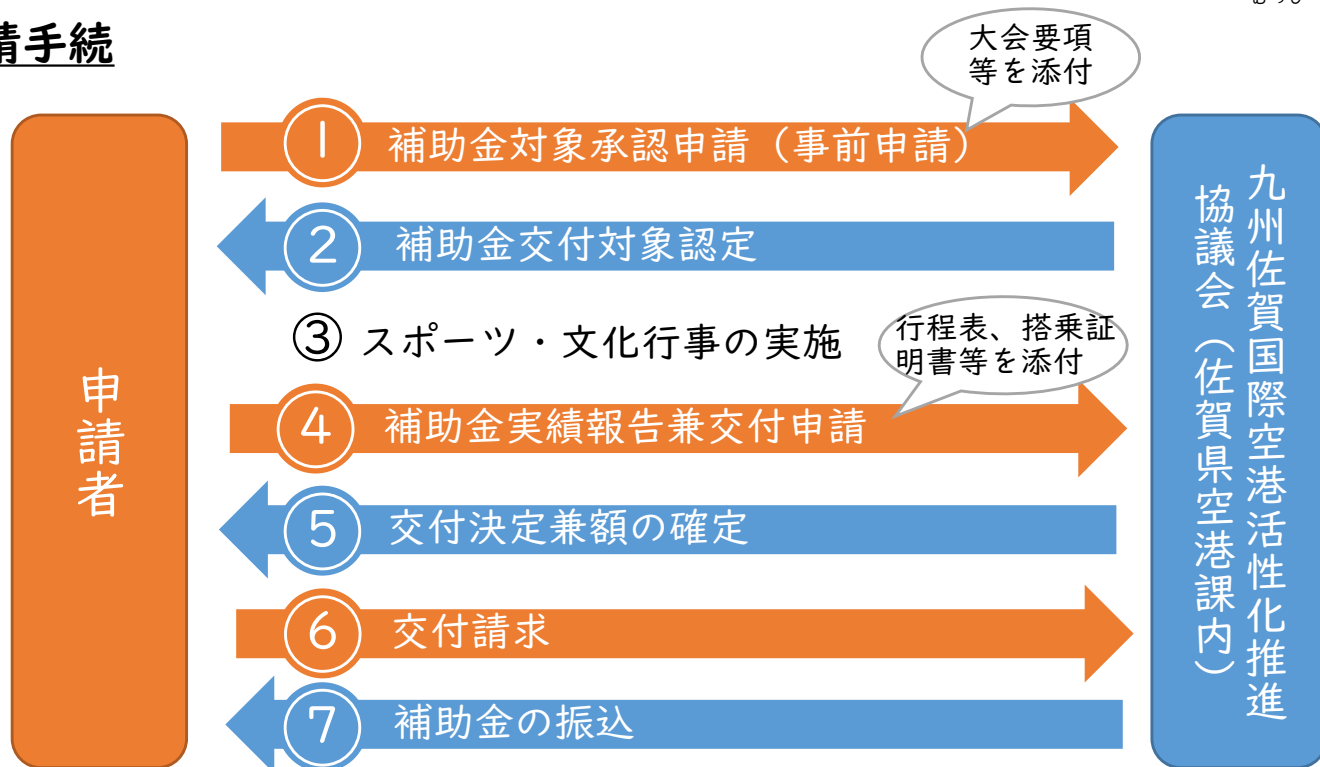 請手続
大会要項
等を添付
申請者
1 補助金対象承認申請（事前申請）
2 補助金交付対象認定
③ スポーツ・文化行事の実施
行程表、搭乗証
明書等を添付
4 補助金実績報告兼交付申請
5 交付決定兼額の確定
6 交付請求
7 補助金の振込
九州佐賀国際空港活性化推進
協議会（佐賀県空港課内）